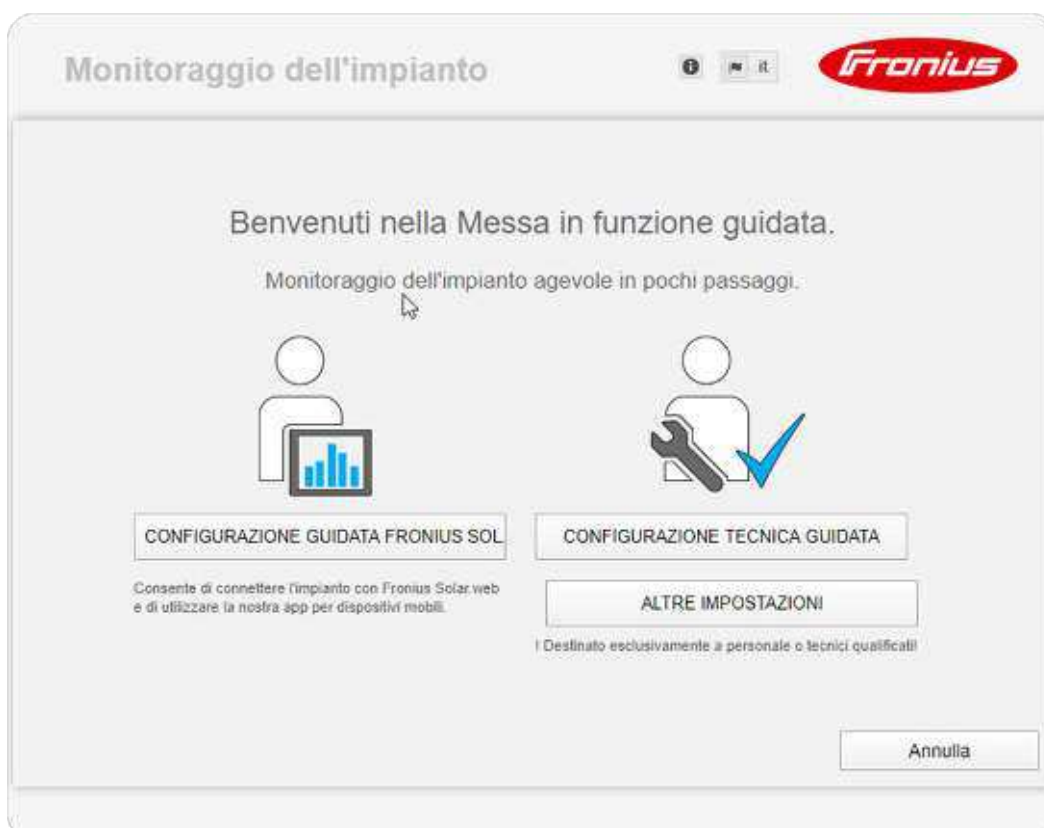 Monitoraggio dell'impianto
it
Fronius
Benvenuti nella Messa in funzione guidata.
Monitoraggio dell'impianto agevole in pochi passaggi.
CONFIGURAZIONE GUIDATA FRONIUS SOL
CONFIGURAZIONE TECNICA GUIDATA
Consente di connettere l'impianto con Fronius Solar.web
e di utilizzare la nostra app per dispositivi mobili.
ALTRE IMPOSTAZIONI
! Destinato esclusivamente a personale o tecnici qualificati!
Annulla